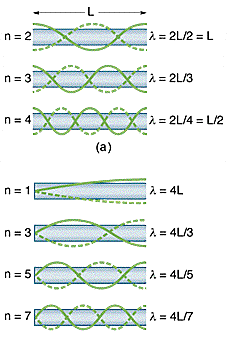 L
n = 2 λ = 2L/2 = L
n = 3 λ = 2L/3
n = 4 λ = 2L/4 = L/2
(a)
n = 1 λ = 4L
n = 3 λ = 4L/3
n = 5 λ = 4L/5
n = 7 λ = 4L/7